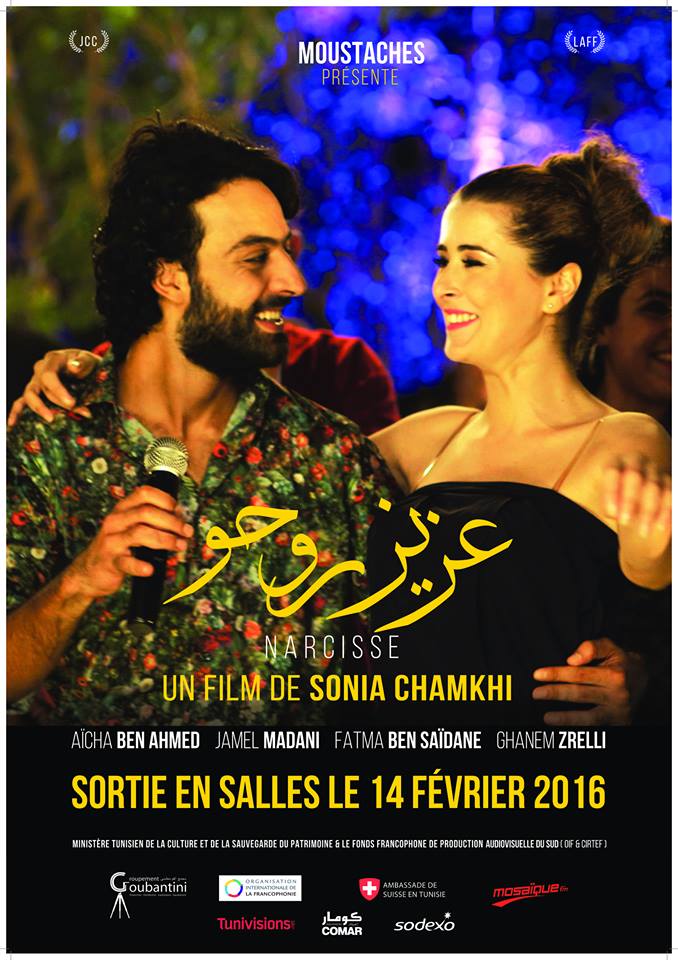 JCC
LAFF
MOUSTACHES
PRÉSENTE
عزيز روحو
NARCISSE
UN FILM DE SONIA CHAMKHI
AÏCHA BEN AHMED JAMEL MADANI FATMA BEN SAÏDANE GHANEM ZRELLI
SORTIE EN SALLES LE 14 FÉVRIER 2016
MINISTÈRE TUNISIEN DE LA CULTURE ET DE LA SAUVEGARDE DU PATRIMOINE & LE FONDS FRANCOPHONE DE PRODUCTION AUDIOVISUELLE DU SUD ( OIF & CIRTEF )
Groupement
Goubantini
ORGANISATION
INTERNATIONALE DE
LA FRANCOPHONIE
AMBASSADE DE
SUISSE EN TUNISIE
mosaïque fm
Tunivisions
كومار
COMAR
sodexo